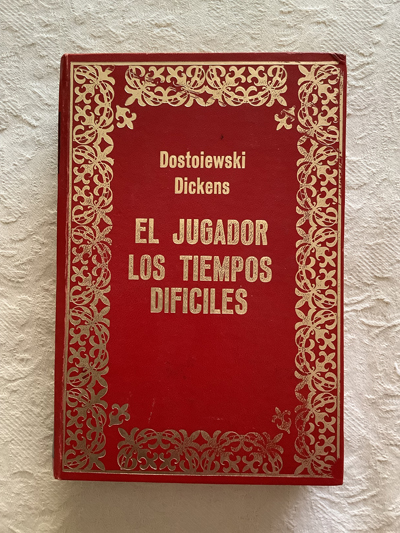 Dostoiewski
Dickens
EL JUGADOR
LOS TIEMPOS
DIFICILES